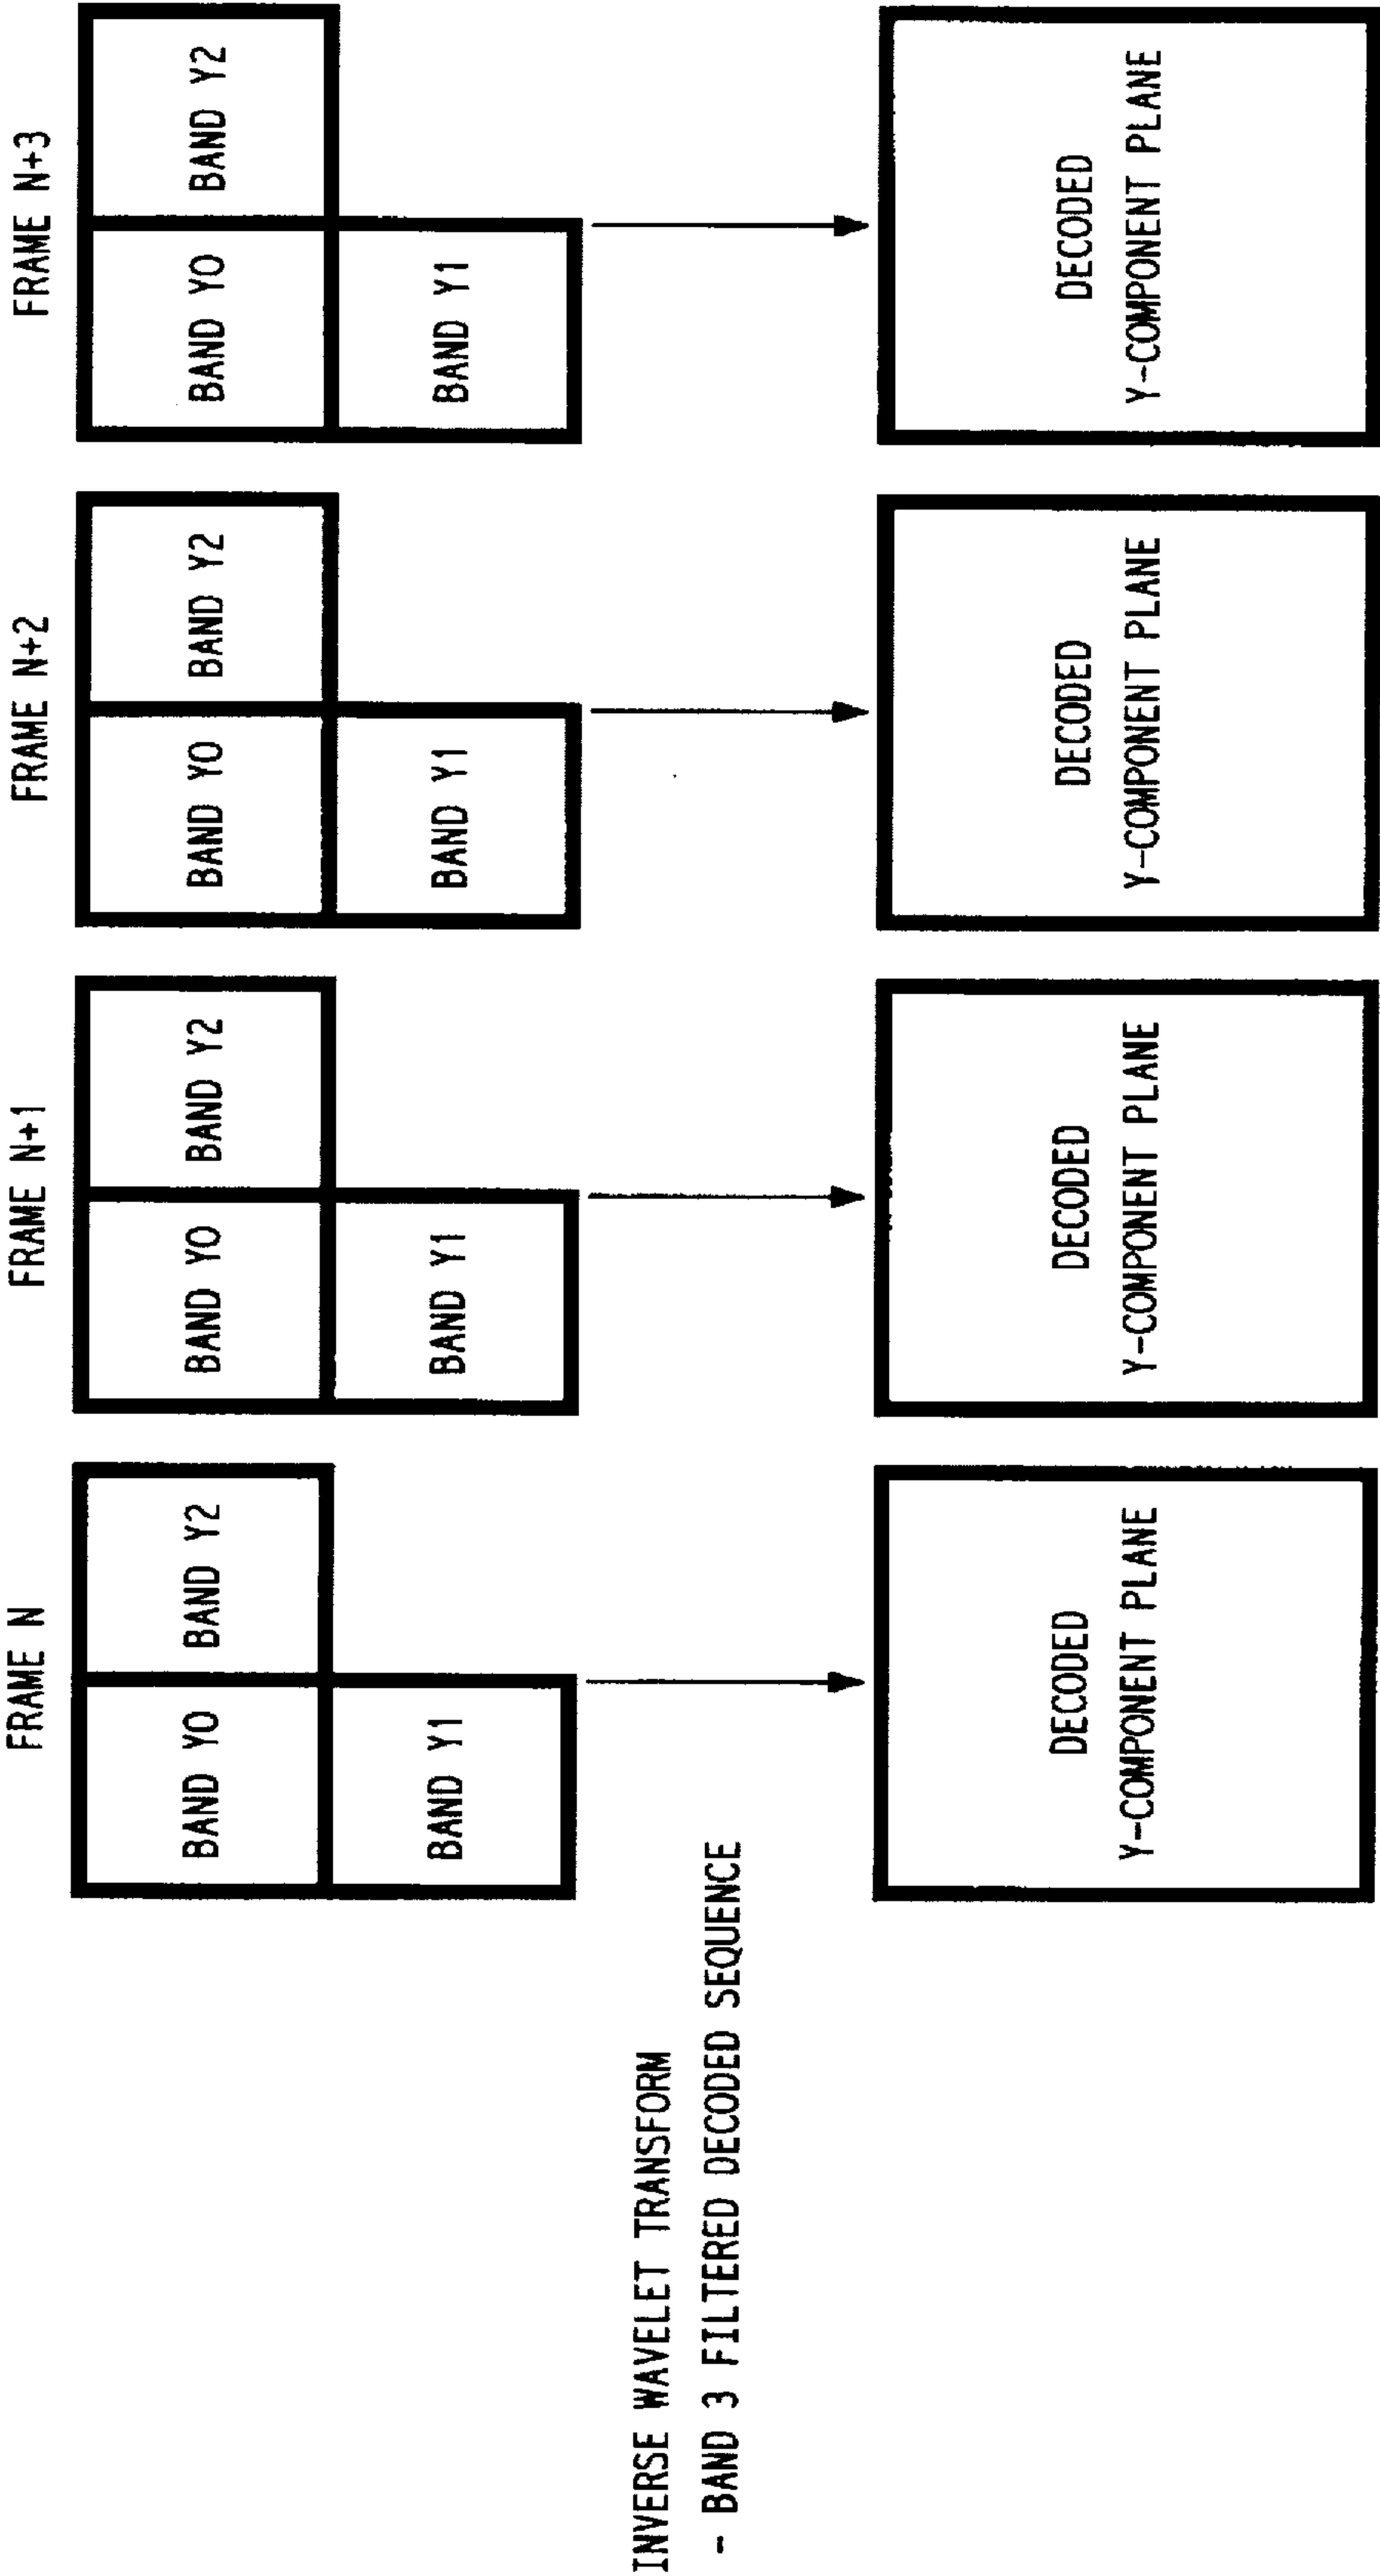 FRAME N
FRAME N+1
FRAME N+2
FRAME N+3
BAND Y0
BAND Y2
BAND Y0
BAND Y2
BAND Y0
BAND Y2
BAND Y0
BAND Y2
BAND Y1
BAND Y1
BAND Y1
BAND Y1
INVERSE WAVELET TRANSFORM
- BAND 3 FILTERED DECODED SEQUENCE
DECODED
Y-COMPONENT PLANE
DECODED
Y-COMPONENT PLANE
DECODED
Y-COMPONENT PLANE
DECODED
Y-COMPONENT PLANE